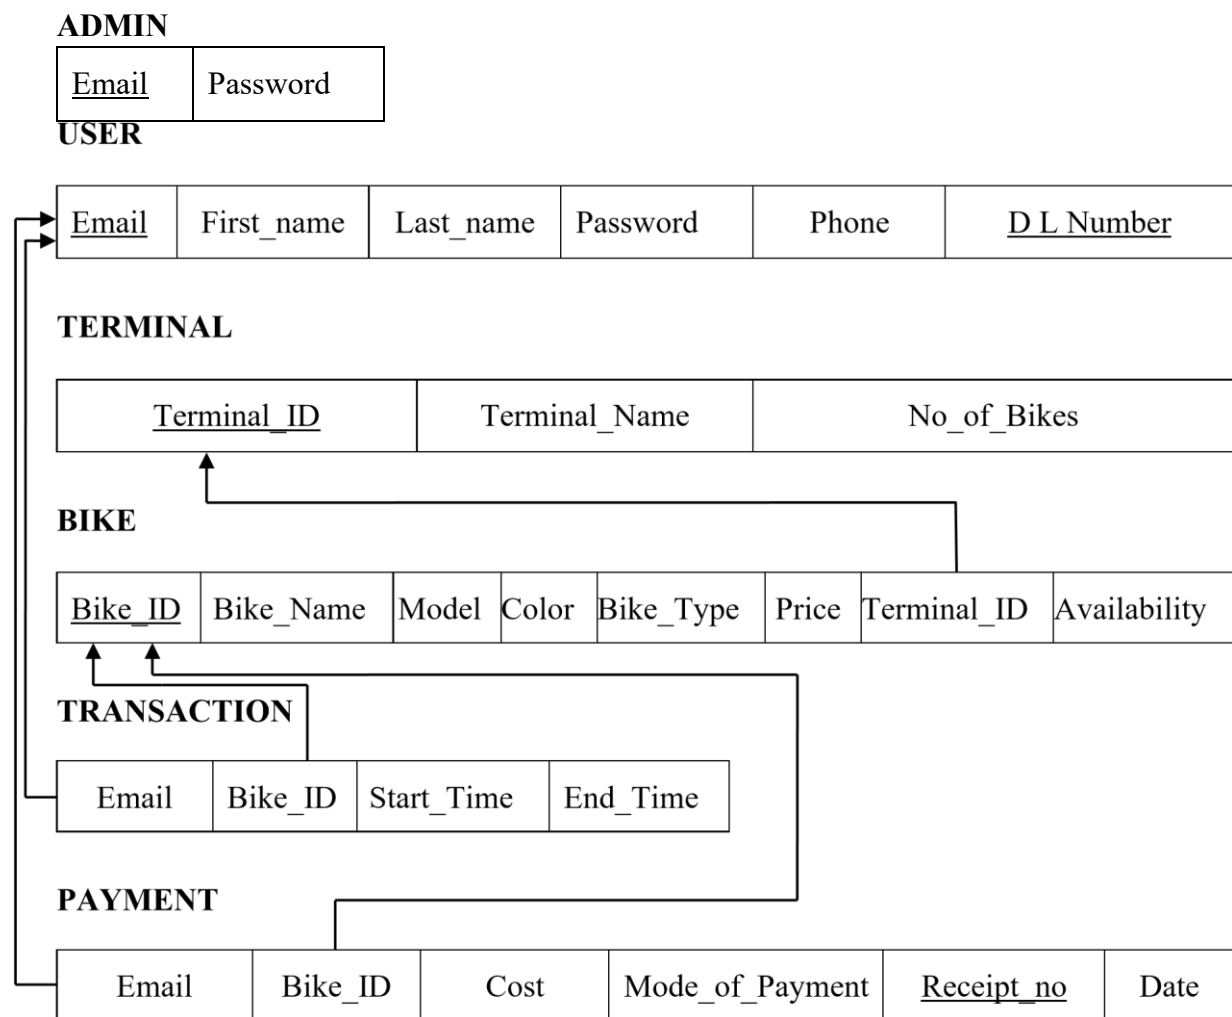 ADMIN
Email Password
USER
Email First_name Last_name Password Phone D L Number
TERMINAL
Terminal_ID Terminal_Name No_of_Bikes
BIKE
Bike_ID Bike_Name Model Color Bike_Type Price Terminal_ID Availability
TRANSACTION
Email Bike_ID Start_Time End_Time
PAYMENT
Email Bike_ID Cost Mode_of_Payment Receipt_no Date